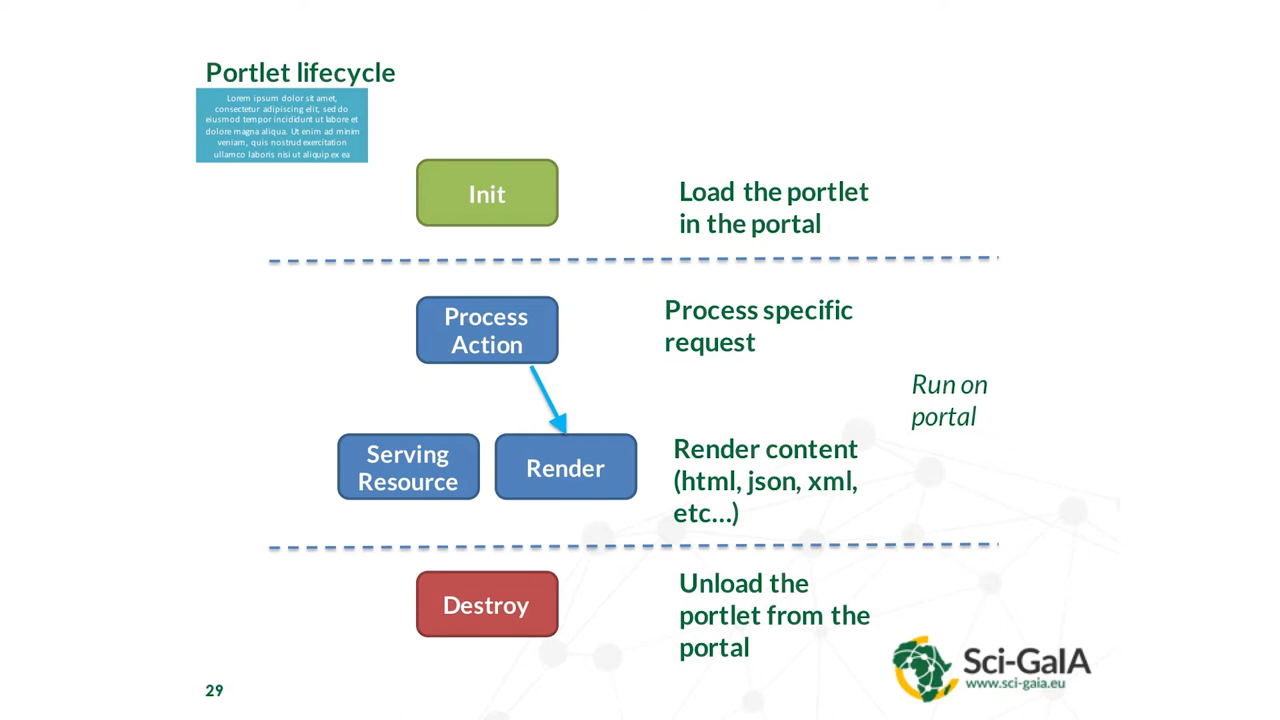 Portlet lifecycle
Lorem ipsum dolor sit amet,
consectetur adipiscing elit, sed do
eiusmod tempor incididunt ut labore et
dolore magna aliqua. Ut enim ad minim
veniam, quis nostrud exercitation
ullamco laboris nisi ut aliquip ex ea
Init
Load the portlet
in the portal
Process
Action
Process specific
request
Run on
portal
Serving
Resource
Render
Render content
(html, json, xml,
etc...)
Destroy
Unload the
portlet from the
portal
Sci-GaIA
www.sci-gaia.eu
29